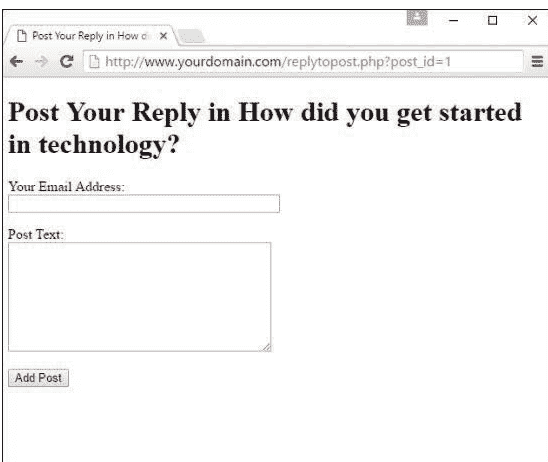 Post Your Reply in How d
http://www.yourdomain.com/replytopost.php?post_id=1
Post Your Reply in How did you get started
in technology?
Your Email Address:
Post Text:
Add Post